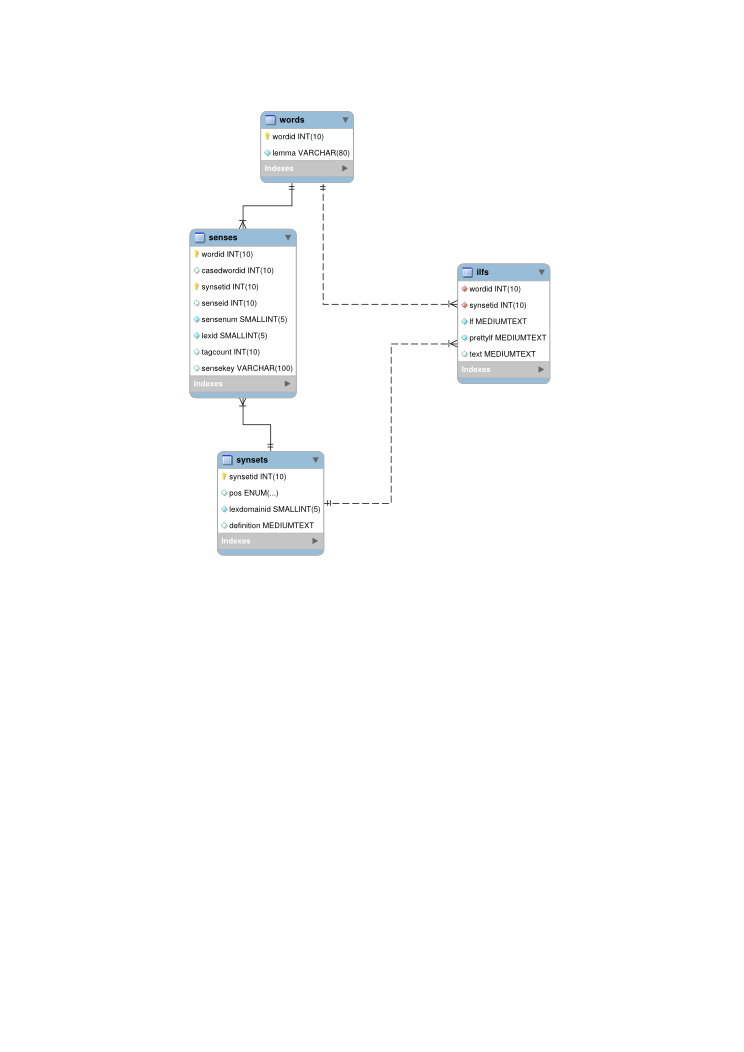 words
wordid INT(10)
lemma VARCHAR(80)
Indexes
senses
wordid INT(10)
casedwordid INT(10)
synsetid INT(10)
senseid INT(10)
sensenum SMALLINT(5)
lexid SMALLINT(5)
tagcount INT(10)
sensekey VARCHAR(100)
Indexes
ilfs
wordid INT(10)
synsetid INT(10)
lf MEDIUMTEXT
prettylf MEDIUMTEXT
text MEDIUMTEXT
Indexes
synsets
synsetid INT(10)
pos ENUM(...)
lexdomainid SMALLINT(5)
definition MEDIUMTEXT
Indexes